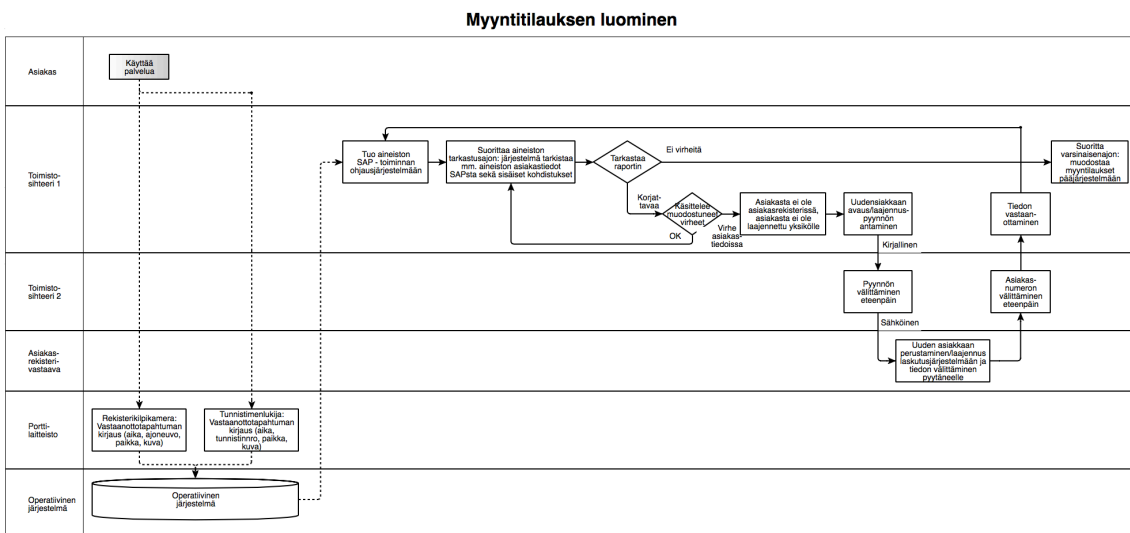 Myyntitilauksen luominen
Asiakas
Käyttää
palvelua
Toimisto-
sihteeri 1
Tuo aineiston
SAP - toiminnan
ohjausjärjestelmään
Suorittaa aineiston
tarkastusajon: järjestelmä tarkistaa
mm. aineiston asiakastiedot
SAPsta sekä sisäiset kohdistukset
Tarkastaa
raportin
Ei virheitä
Suoritta
varsinaisenajon:
muodostaa
myyntilaukset
pääjärjestelmään
Korjat-
tavaa
Käsittelee
muodostuneet
virheet
OK
Virhe
asiakas-
tiedoissa
Asiakasta ei ole
asiakasrekisterissä,
asiakasta ei ole
laajennettu yksikölle
Uudensiakkaan
avaus/laajennus-
pyynnön
antaminen
Tiedon
vastaan-
ottaminen
Kirjallinen
Toimisto-
sihteeri 2
Pyynnön
välittäminen
eteenpäin
Asiakas-
numeron
välittäminen
eteenpäin
Sähköinen
Asiakas-
rekisteri-
vastaava
Uuden asiakkaan
perustaminen/laajennus
laskutusjärjestelmään ja
tiedon välittäminen
pyytäneelle
Portti-
laitteisto
Rekisterikilpikamera:
Vastaanottotapahtuman
kirjaus (aika, ajoneuvo,
paikka, kuva)
Tunnistimenlukija:
Vastaanottotapahtuman
kirjaus (aika,
tunnistinnro, paikka,
kuva)
Operatiivinen
järjestelmä
Operatiivinen
järjestelmä